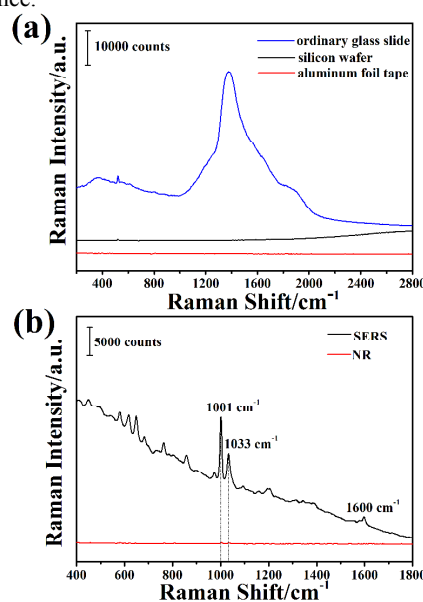 (a)
10000 counts
ordinary glass slide
silicon wafer
aluminum foil tape
Raman Intensity/a.u.
400 800 1200 1600 2000 2400 2800
Raman Shift/cm⁻¹
(b)
5000 counts
SERS
NR
1001 cm⁻¹
1033 cm⁻¹
1600 cm⁻¹
Raman Intensity/a.u.
400 600 800 1000 1200 1400 1600 1800
Raman Shift/cm⁻¹